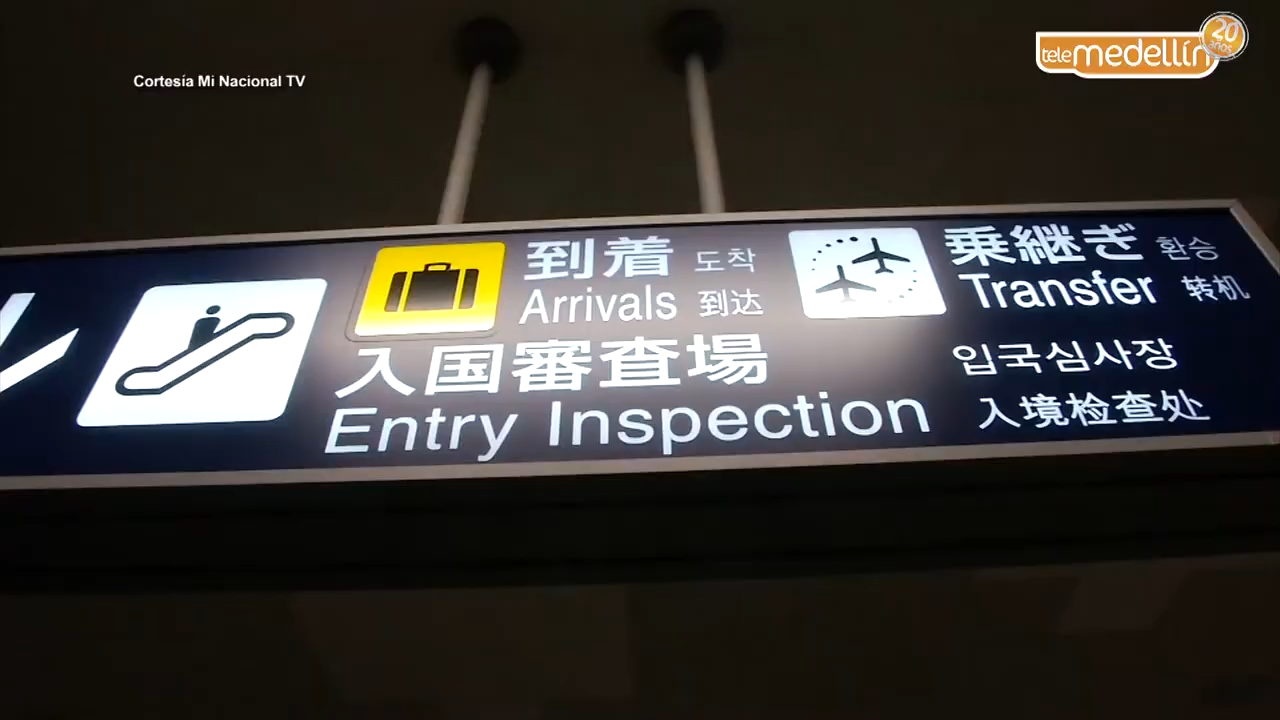 Cortesía Mi Nacional TV
telemedellín
20 años
到着 도착
Arrivals 到达
乗継ぎ 환승
Transfer 转机
入国審査場
Entry Inspection
입국심사장
入境检查处